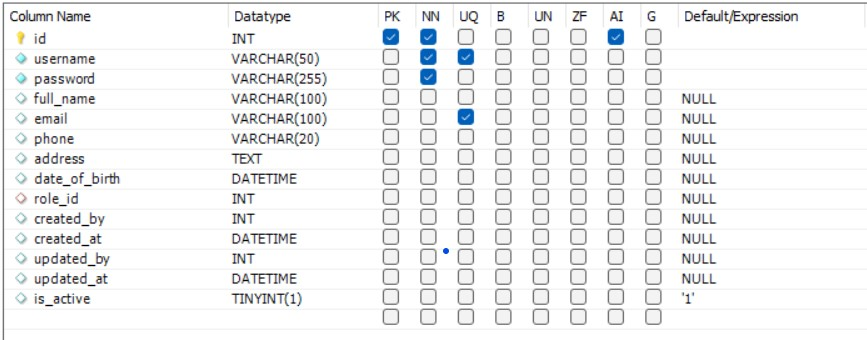 Column Name Datatype PK NN UQ B UN ZF AI G Default/Expression
id INT
username VARCHAR(50)
password VARCHAR(255)
full_name VARCHAR(100) NULL
email VARCHAR(100) NULL
phone VARCHAR(20) NULL
address TEXT NULL
date_of_birth DATETIME NULL
role_id INT NULL
created_by INT NULL
created_at DATETIME NULL
updated_by INT NULL
updated_at DATETIME NULL
is_active TINYINT(1) '1'